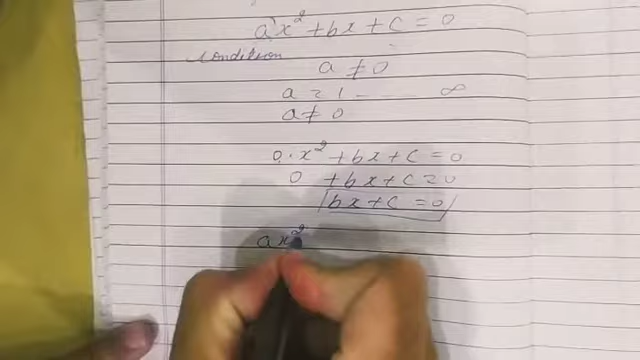 ax² + bx + c = 0
Condition
a ≠ 0
a = 1 - - - - ∞
a ≠ 0
0·x² + bx + c = 0
0 + bx + c = 0
bx + c = 0
ax²